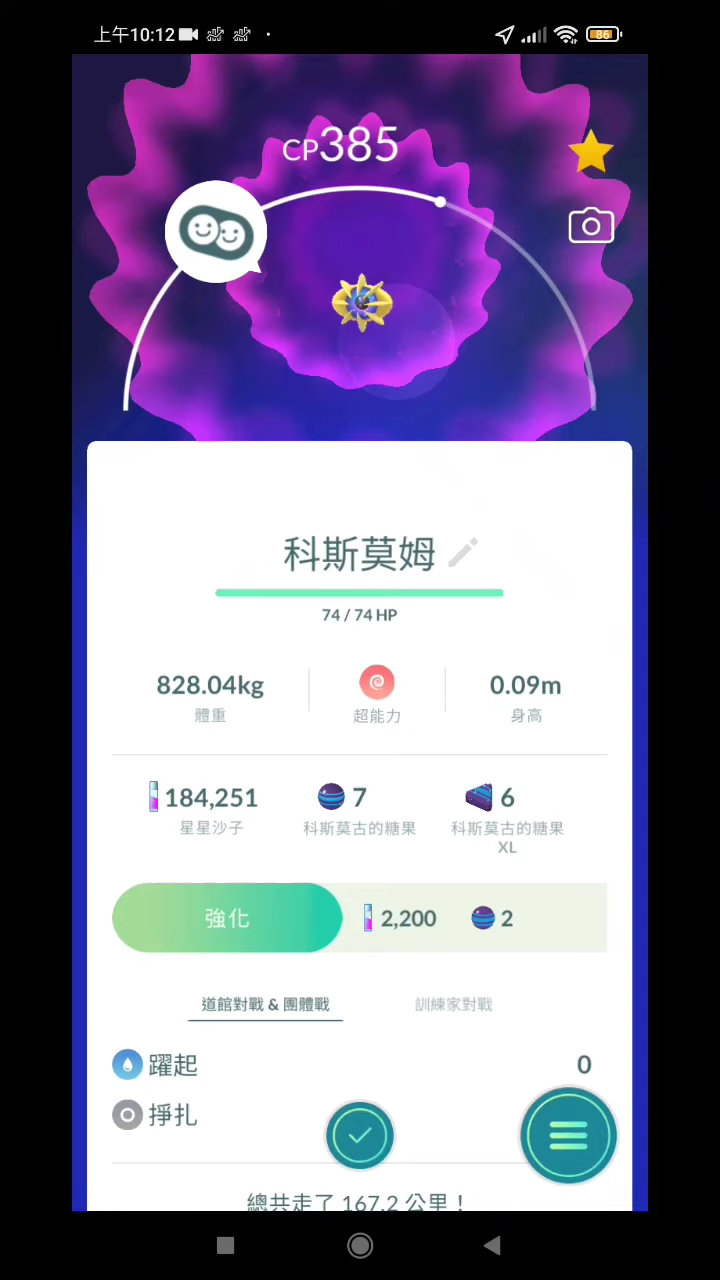 上午10:12
86
CP385
科斯莫姆
74 / 74 HP
828.04kg
0.09m
體重
超能力
身高
184,251
7
6
星星沙子
科斯莫古的糖果
科斯莫古的糖果
XL
強化
2,200
2
道館對戰 & 團體戰
訓練家對戰
躍起
0
掙扎
總共走了 167.2 公里！